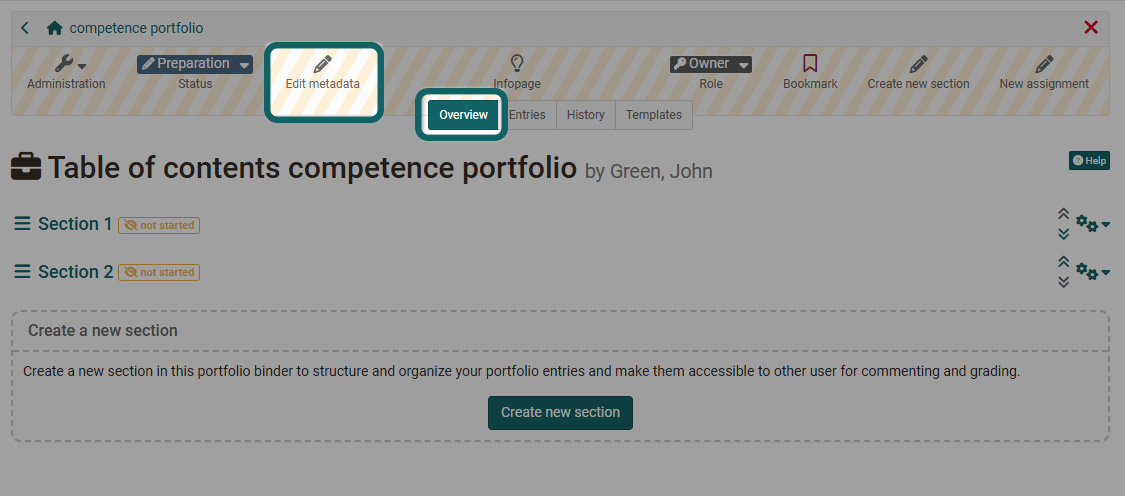 competence portfolio
Preparation
Owner
Administration
Status
Edit metadata
Infopage
Role
Bookmark
Create new section
New assignment
Overview
Entries
History
Templates
Table of contents competence portfolio by Green, John
Help
Section 1 not started
Section 2 not started
Create a new section
Create a new section in this portfolio binder to structure and organize your portfolio entries and make them accessible to other user for commenting and grading.
Create new section